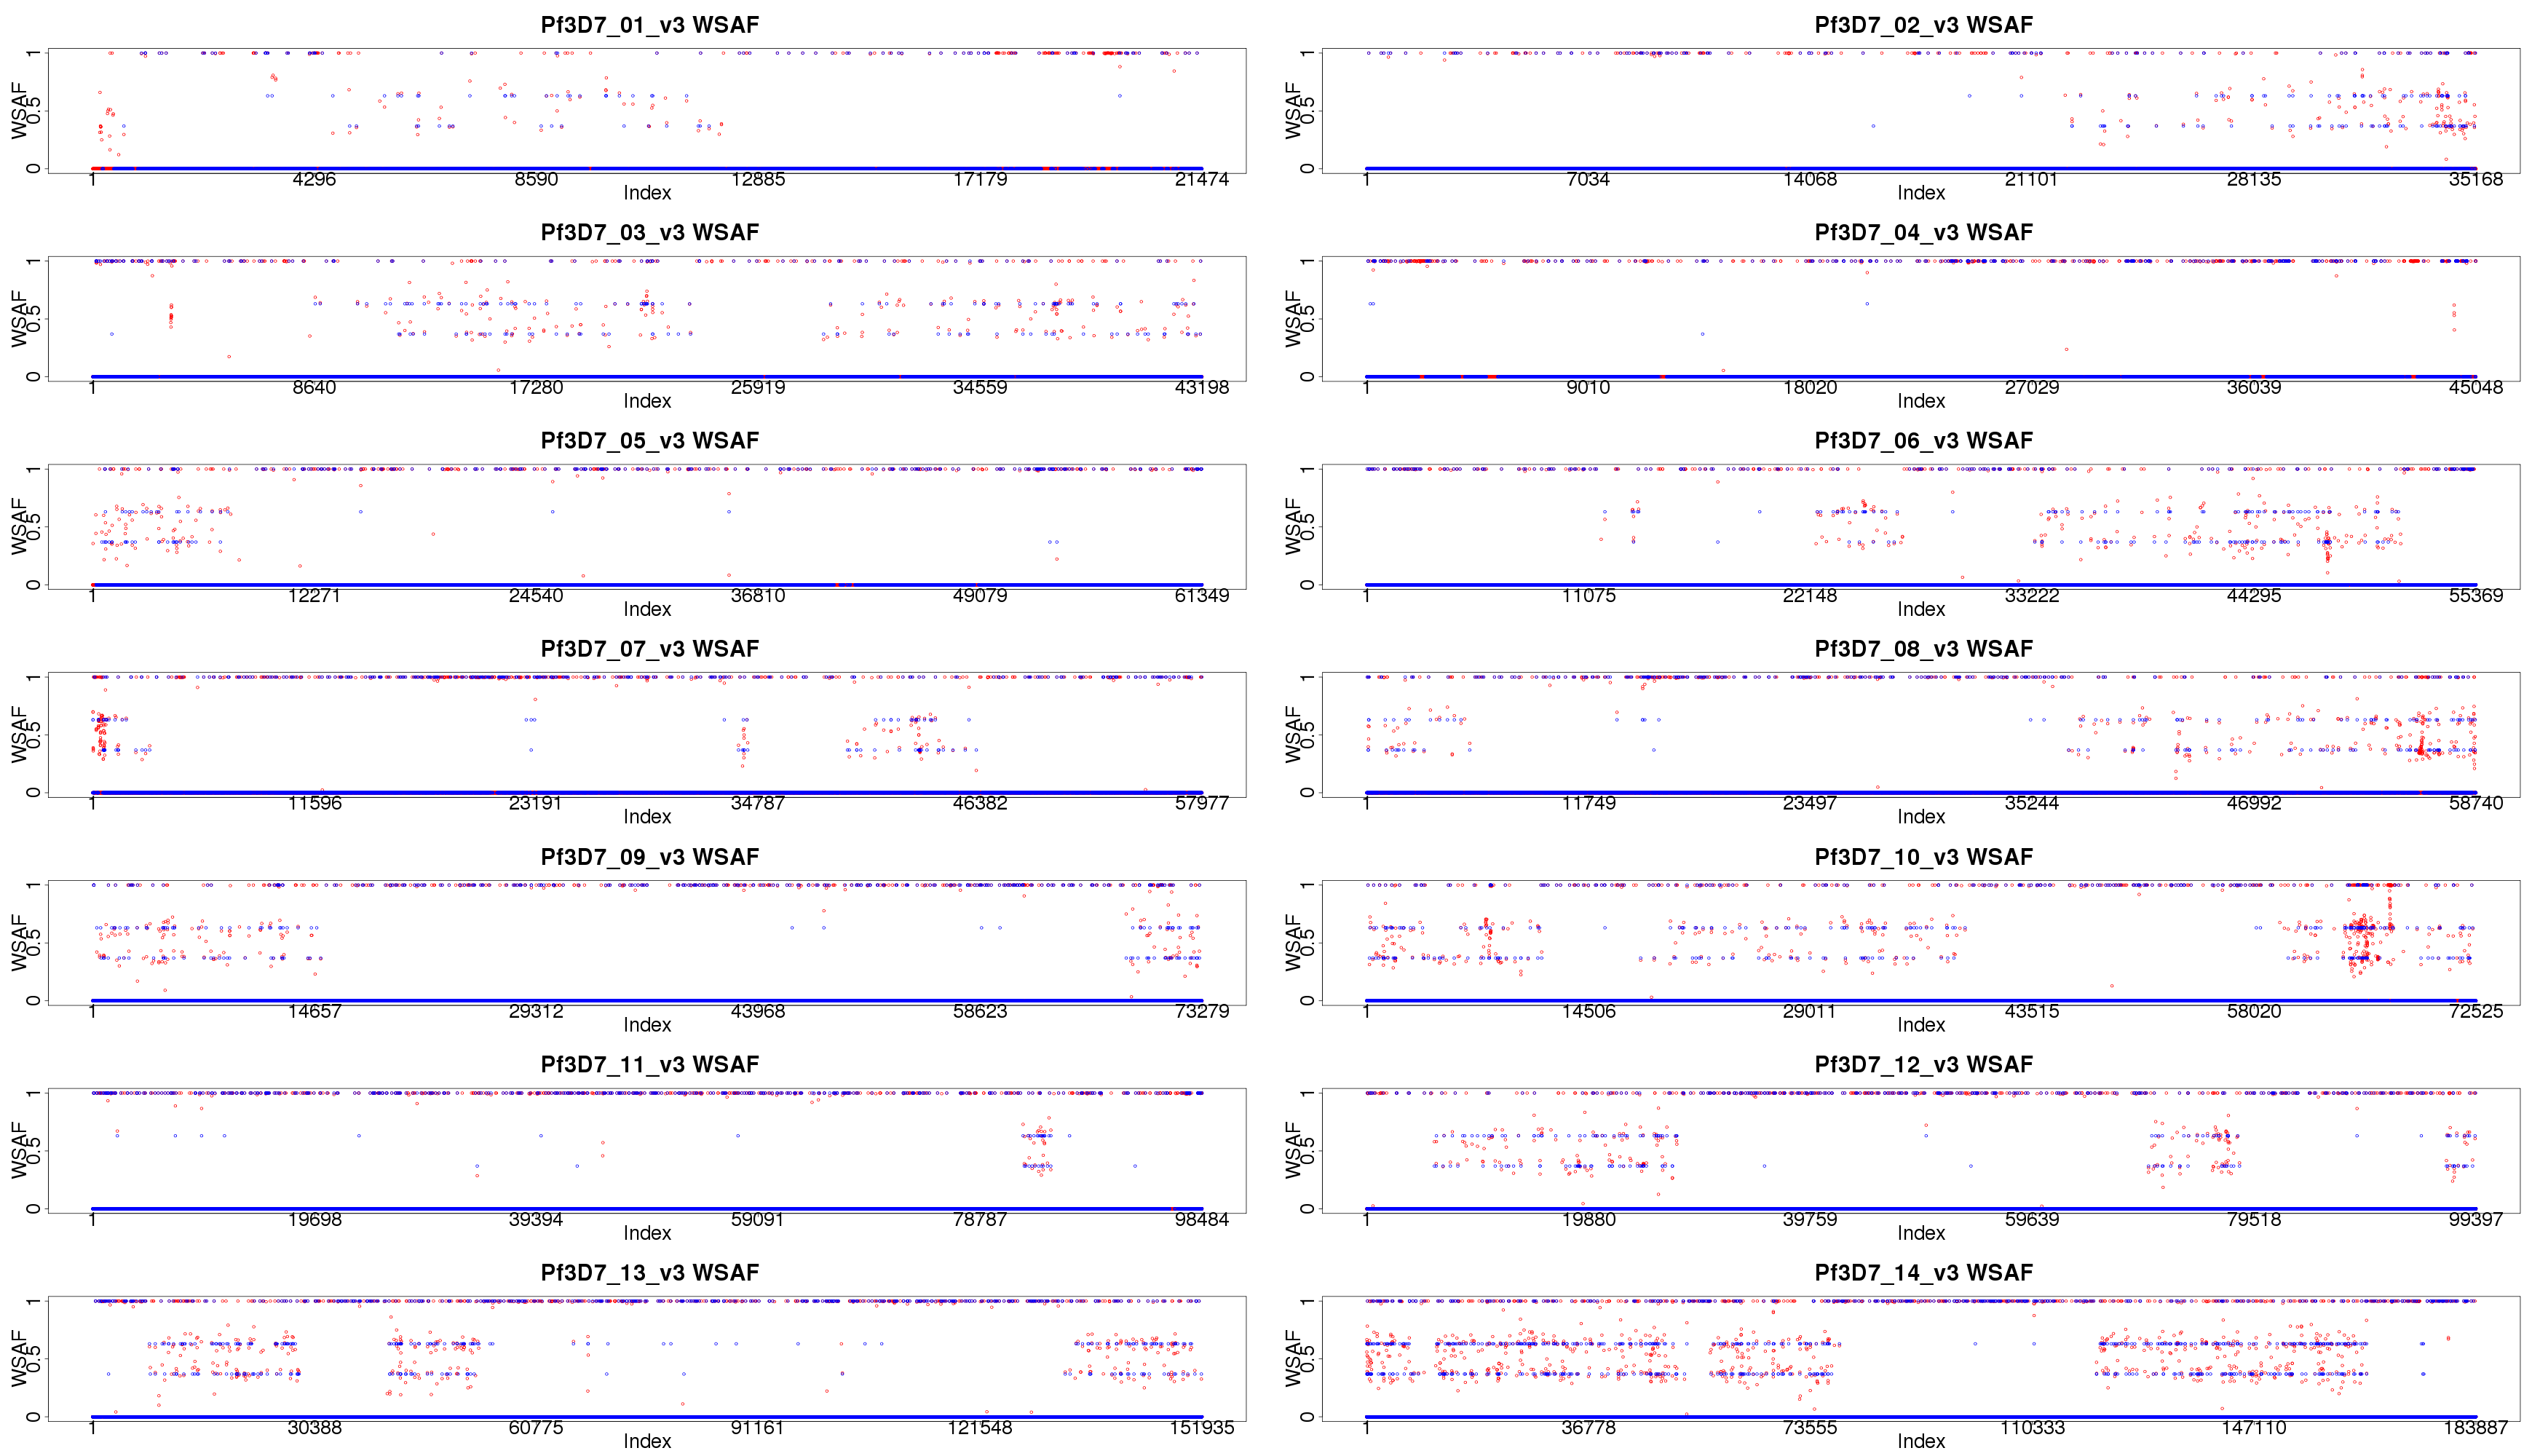 Pf3D7_01_v3 WSAF
WSAF
0 0.5 1
1 4296 8590 12885 17179 21474
Index
Pf3D7_02_v3 WSAF
WSAF
0 0.5 1
1 7034 14068 21101 28135 35168
Index
Pf3D7_03_v3 WSAF
WSAF
0 0.5 1
1 8640 17280 25919 34559 43198
Index
Pf3D7_04_v3 WSAF
WSAF
0 0.5 1
1 9010 18020 27029 36039 45048
Index
Pf3D7_05_v3 WSAF
WSAF
0 0.5 1
1 12271 24540 36810 49079 61349
Index
Pf3D7_06_v3 WSAF
WSAF
0 0.5 1
1 11075 22148 33222 44295 55369
Index
Pf3D7_07_v3 WSAF
WSAF
0 0.5 1
1 11596 23191 34787 46382 57977
Index
Pf3D7_08_v3 WSAF
WSAF
0 0.5 1
1 11749 23497 35244 46992 58740
Index
Pf3D7_09_v3 WSAF
WSAF
0 0.5 1
1 14657 29312 43968 58623 73279
Index
Pf3D7_10_v3 WSAF
WSAF
0 0.5 1
1 14506 29011 43515 58020 72525
Index
Pf3D7_11_v3 WSAF
WSAF
0 0.5 1
1 19698 39394 59091 78787 98484
Index
Pf3D7_12_v3 WSAF
WSAF
0 0.5 1
1 19880 39759 59639 79518 99397
Index
Pf3D7_13_v3 WSAF
WSAF
0 0.5 1
1 30388 60775 91161 121548 151935
Index
Pf3D7_14_v3 WSAF
WSAF
0 0.5 1
1 36778 73555 110333 147110 183887
Index